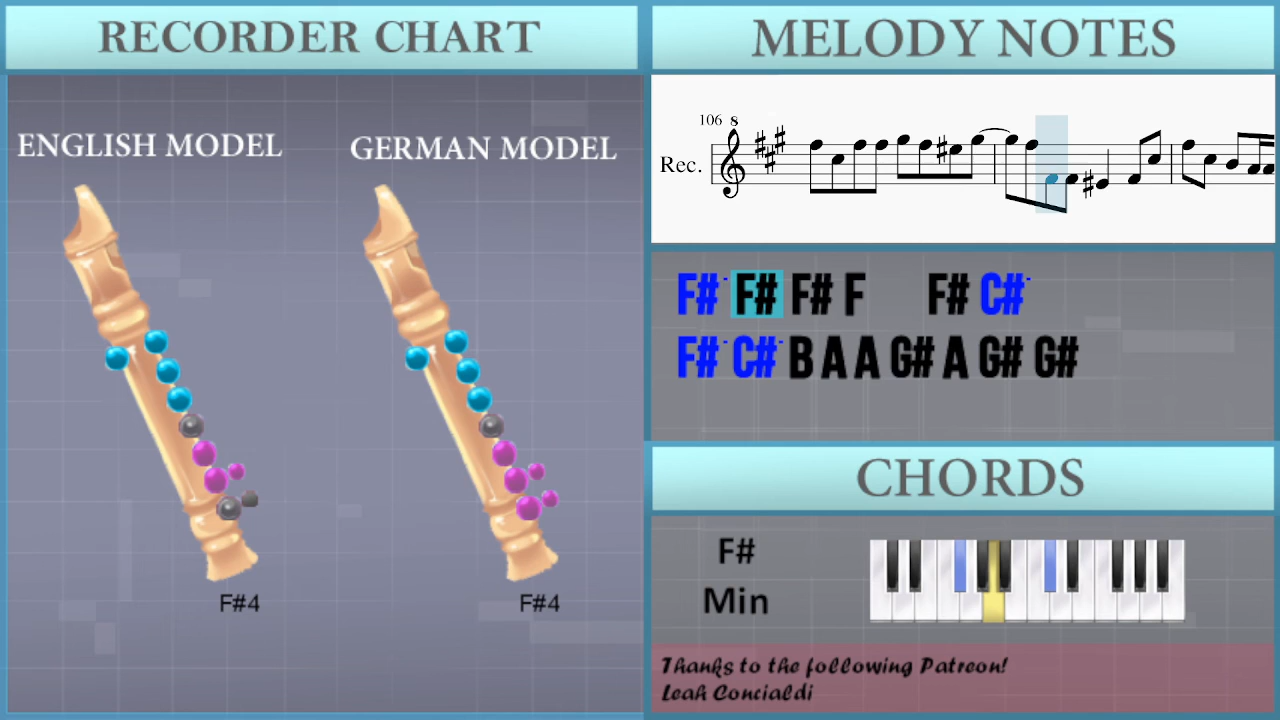 RECORDER CHART
ENGLISH MODEL
GERMAN MODEL
F#4
F#4
MELODY NOTES
106
8
Rec.
F#˙ F# F# F F# C#˙
F#˙ C#˙ B A A G# A G# G#
CHORDS
F#
Min
Thanks to the following Patreon!
Leah Concialdi